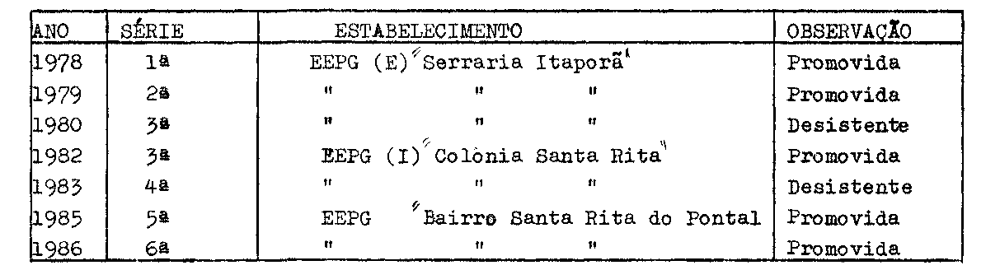 ANO SÉRIE ESTABELECIMENTO OBSERVAÇÃO
1978 1ª EEPG (E) "Serraria Itaporã" Promovida
1979 2ª " " " Promovida
1980 3ª " " " Desistente
1982 3ª EEPG (I) "Colônia Santa Rita" Promovida
1983 4ª " " " Desistente
1985 5ª EEPG "Bairro Santa Rita do Pontal Promovida
1986 6ª " " " Promovida